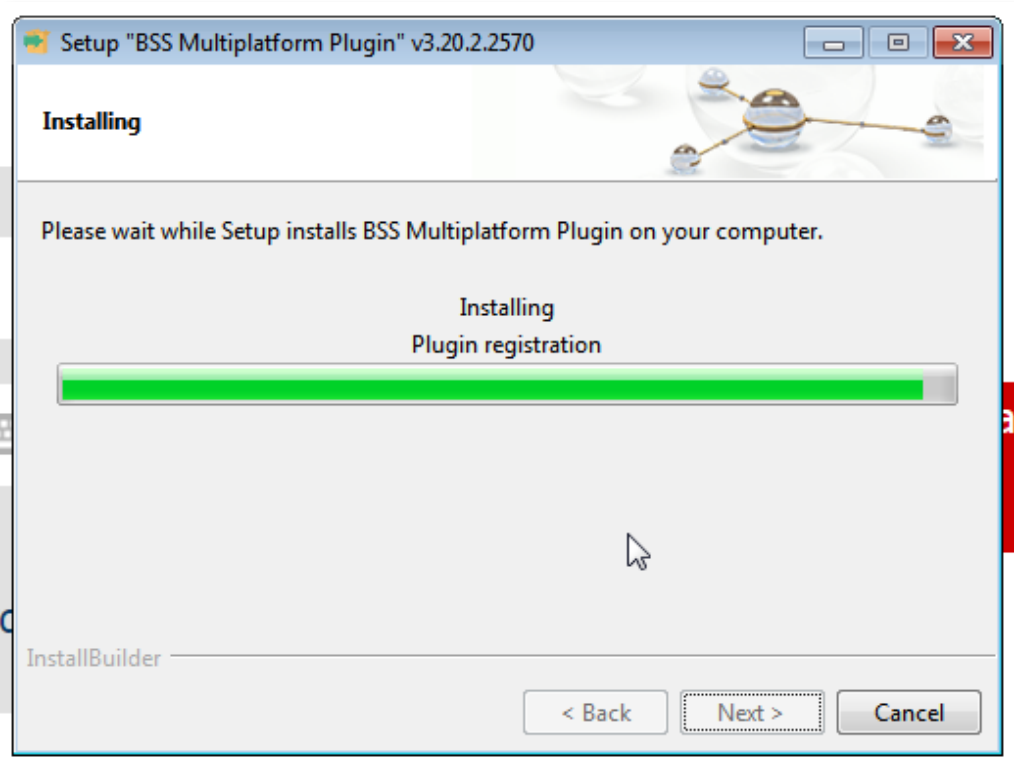 Setup "BSS Multiplatform Plugin" v3.20.2.2570
Installing
Please wait while Setup installs BSS Multiplatform Plugin on your computer.
Installing
Plugin registration
InstallBuilder
< Back
Next >
Cancel